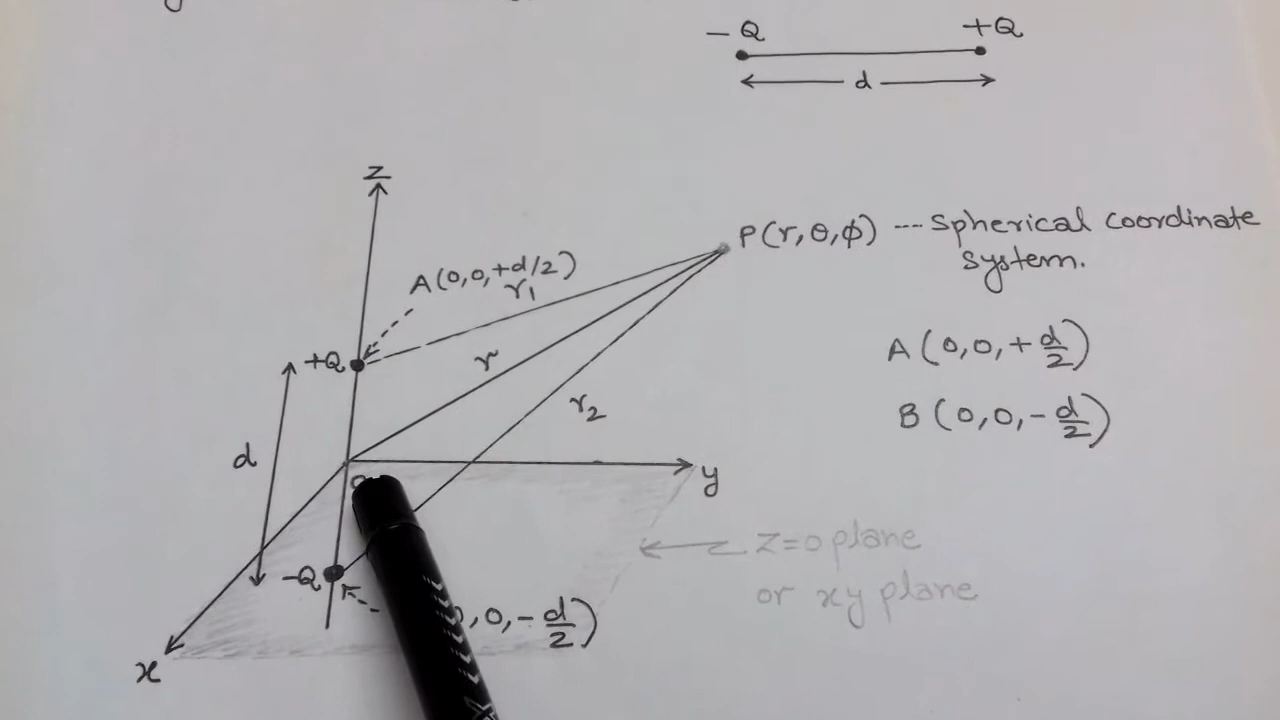 -Q +Q
d
z
P(r,θ,ϕ) --- Spherical coordinate
system.
A(0,0,+d/2)
r1
+Q
r
A(0,0,+d/2)
r2
B(0,0,-d/2)
d
y
z=0 plane
-Q
or xy plane
,0,-d/2)
x